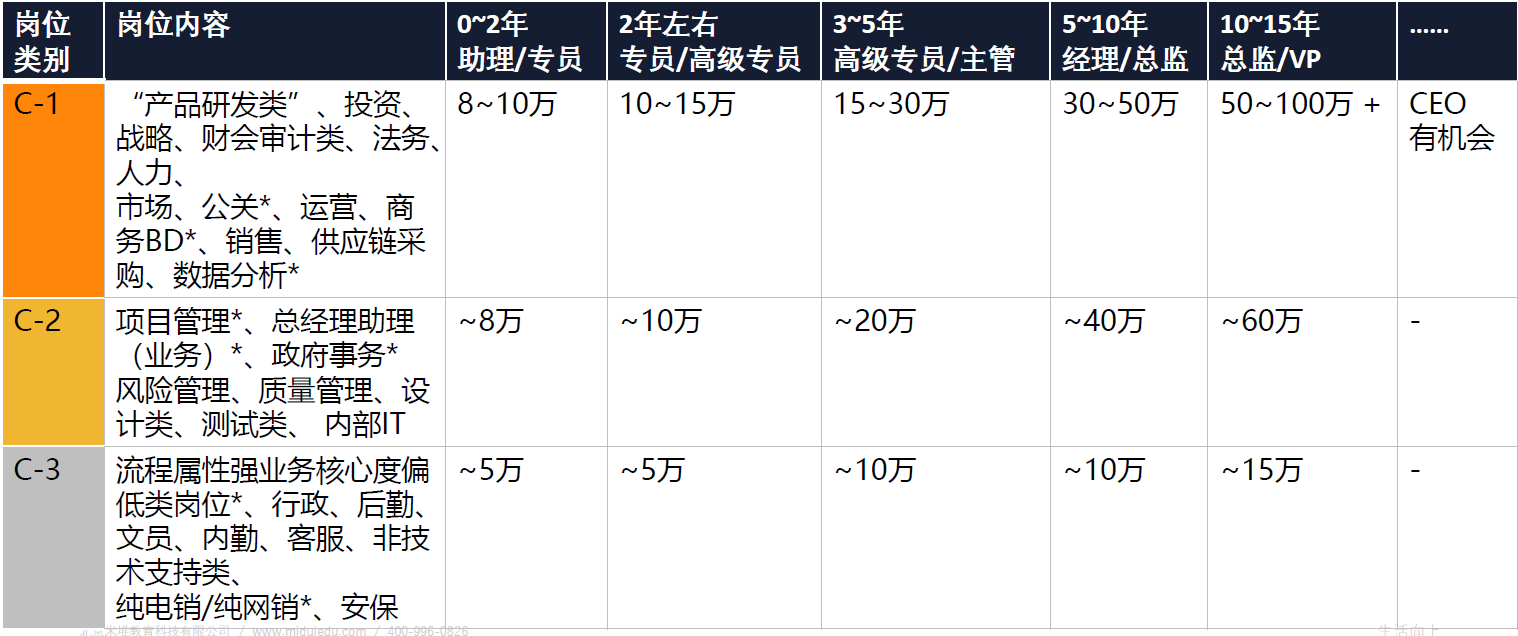 岗位
类别
岗位内容
0~2年
助理/专员
2年左右
专员/高级专员
3~5年
高级专员/主管
5~10年
经理/总监
10~15年
总监/VP
......
C-1
“产品研发类”、投资、
战略、财会审计类、法务、
人力、
市场、公关*、运营、商
务BD*、销售、供应链采
购、数据分析*
8~10万
10~15万
15~30万
30~50万
50~100万 +
CEO
有机会
C-2
项目管理*、总经理助理
（业务）*、政府事务*
风险管理、质量管理、设
计类、测试类、 内部IT
~8万
~10万
~20万
~40万
~60万
-
C-3
流程属性强业务核心度偏
低类岗位*、行政、后勤、
文员、内勤、客服、非技
术支持类、
纯电销/纯网销*、安保
~5万
~5万
~10万
~10万
~15万
-
北京米堆教育科技有限公司 / www.miduiedu.com / 400-996-0826
生活向上